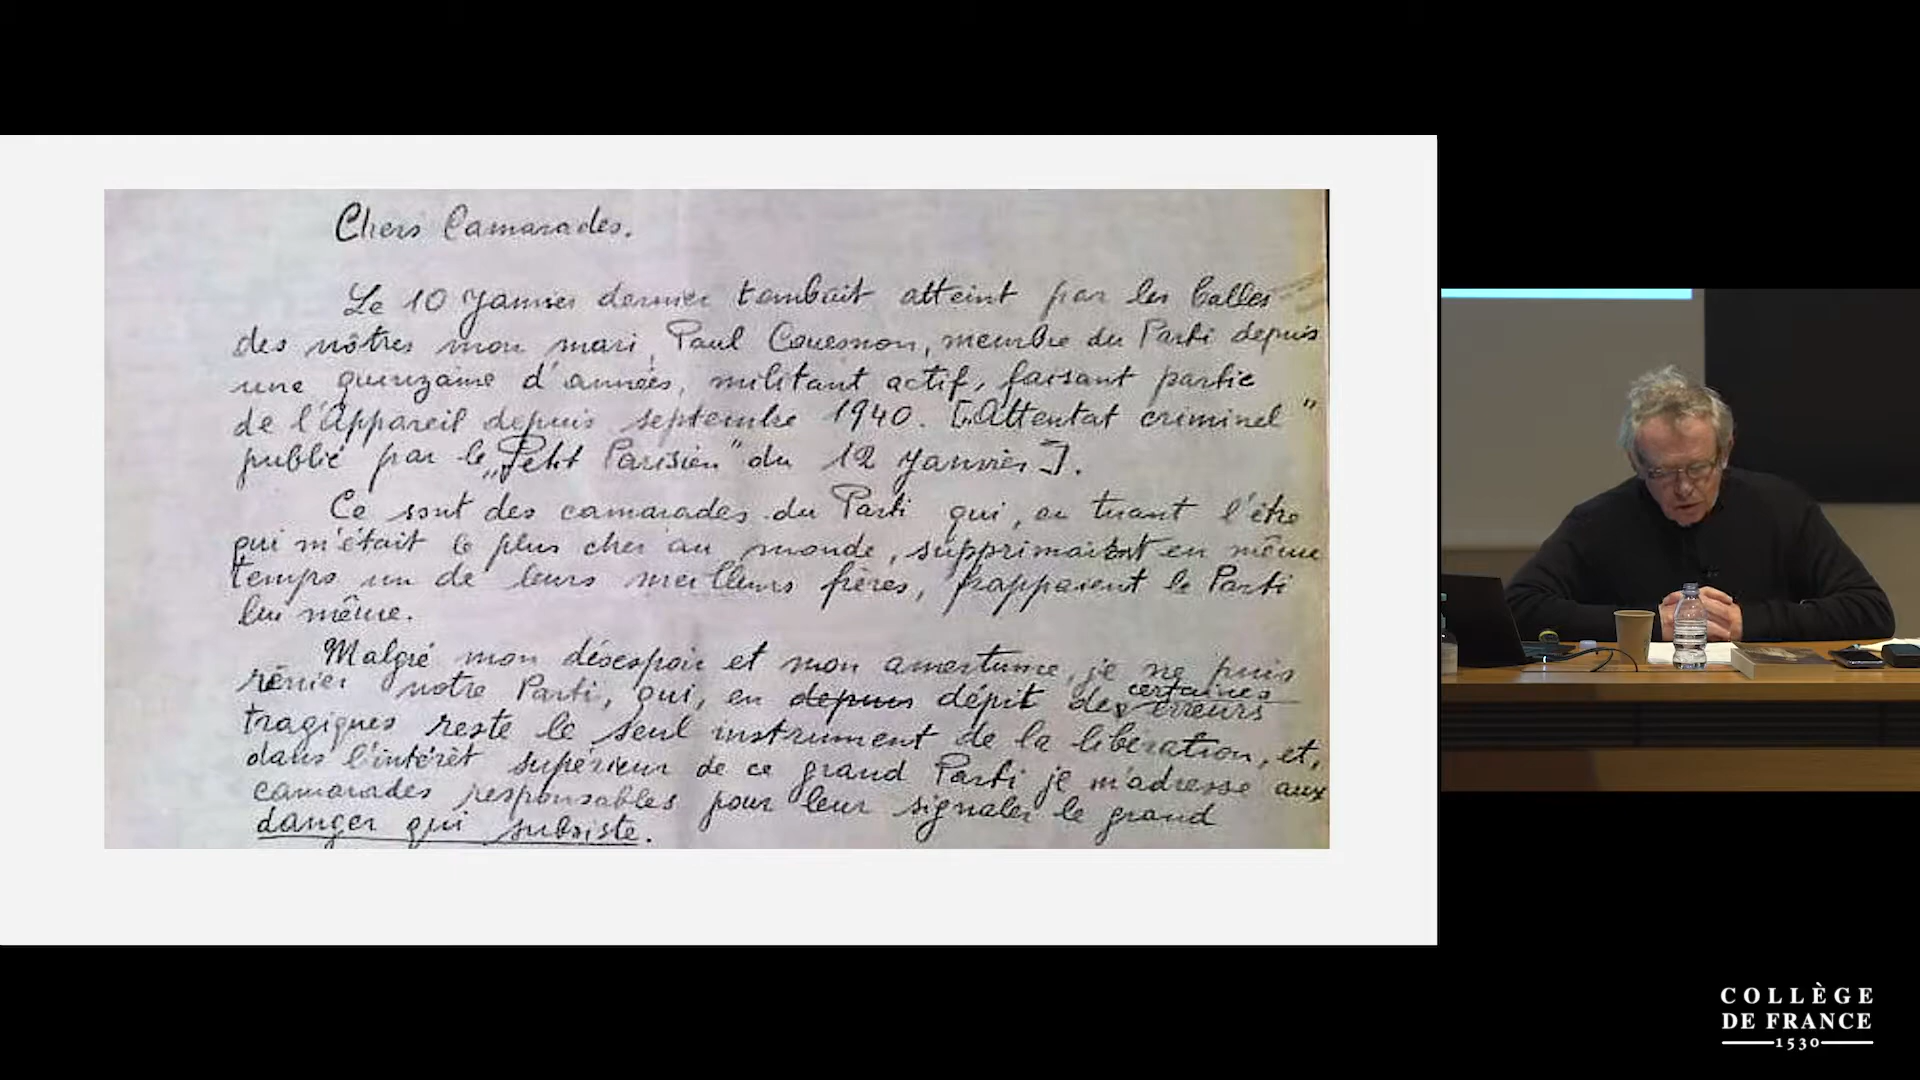 Chers Camarades.
Le 10 Janvier dernier tombait atteint par les balles
des nôtres mon mari, Paul Couesnon, membre du Parti depuis
une quinzaine d'années, militant actif, faisant partie
de l'Appareil depuis septembre 1940. [Attentat criminel"
publié par le „Petit Parisien" du 12 Janvier].
Ce sont des camarades du Parti qui, en tuant l'être
qui m'était le plus cher au monde, supprimaient en même
temps un de leurs meilleurs frères, frappaient le Parti
lui même.
Malgré mon désespoir et mon amertume, je ne puis
rénier notre Parti, qui, en depuis dépit des certaines erreurs
tragiques reste le seul instrument de la libération, et,
dans l'intérêt supérieur de ce grand Parti je m'adresse aux
camarades responsables pour leur signaler le grand
danger qui subsiste.
COLLÈGE
DE FRANCE
1530